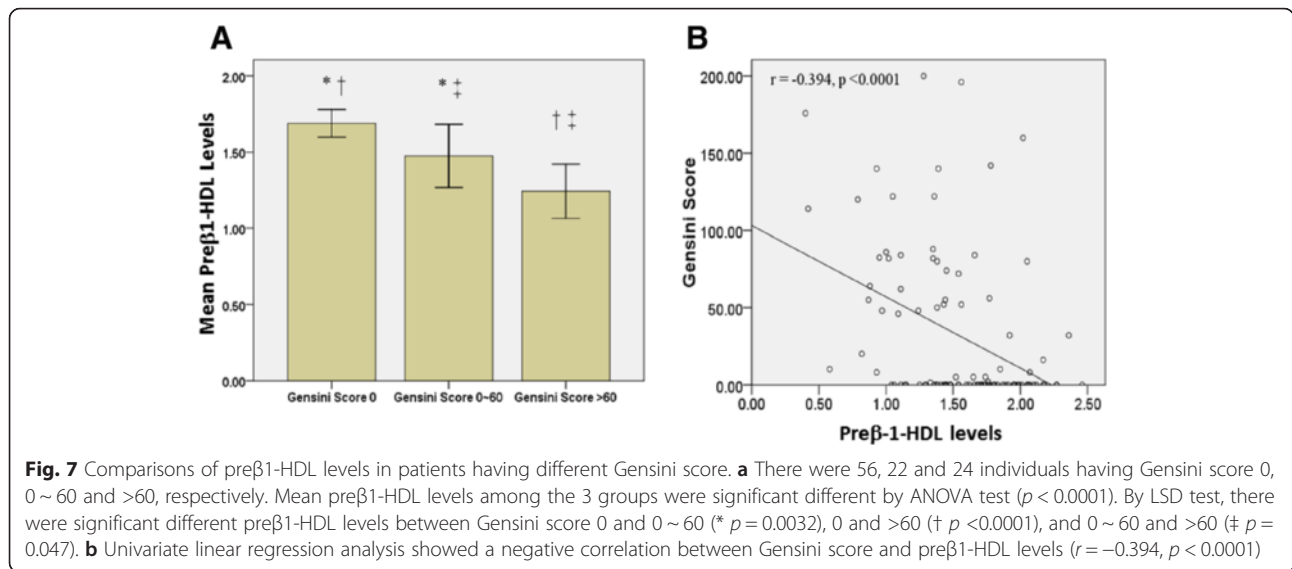 A
B
Mean Preβ1-HDL Levels
2.00
1.50
1.00
0.50
0.00
* †
* ‡
† ‡
Gensini Score 0
Gensini Score 0~60
Gensini Score >60
Gensini Score
200.00
150.00
100.00
50.00
0.00
r = -0.394, p <0.0001
0.00
0.50
1.00
1.50
2.00
2.50
Preβ-1-HDL levels
Fig. 7 Comparisons of preβ1-HDL levels in patients having different Gensini score. a There were 56, 22 and 24 individuals having Gensini score 0,
0 ~ 60 and >60, respectively. Mean preβ1-HDL levels among the 3 groups were significant different by ANOVA test (p < 0.0001). By LSD test, there
were significant different preβ1-HDL levels between Gensini score 0 and 0 ~ 60 (* p = 0.0032), 0 and >60 († p <0.0001), and 0 ~ 60 and >60 (‡ p =
0.047). b Univariate linear regression analysis showed a negative correlation between Gensini score and preβ1-HDL levels (r = −0.394, p < 0.0001)